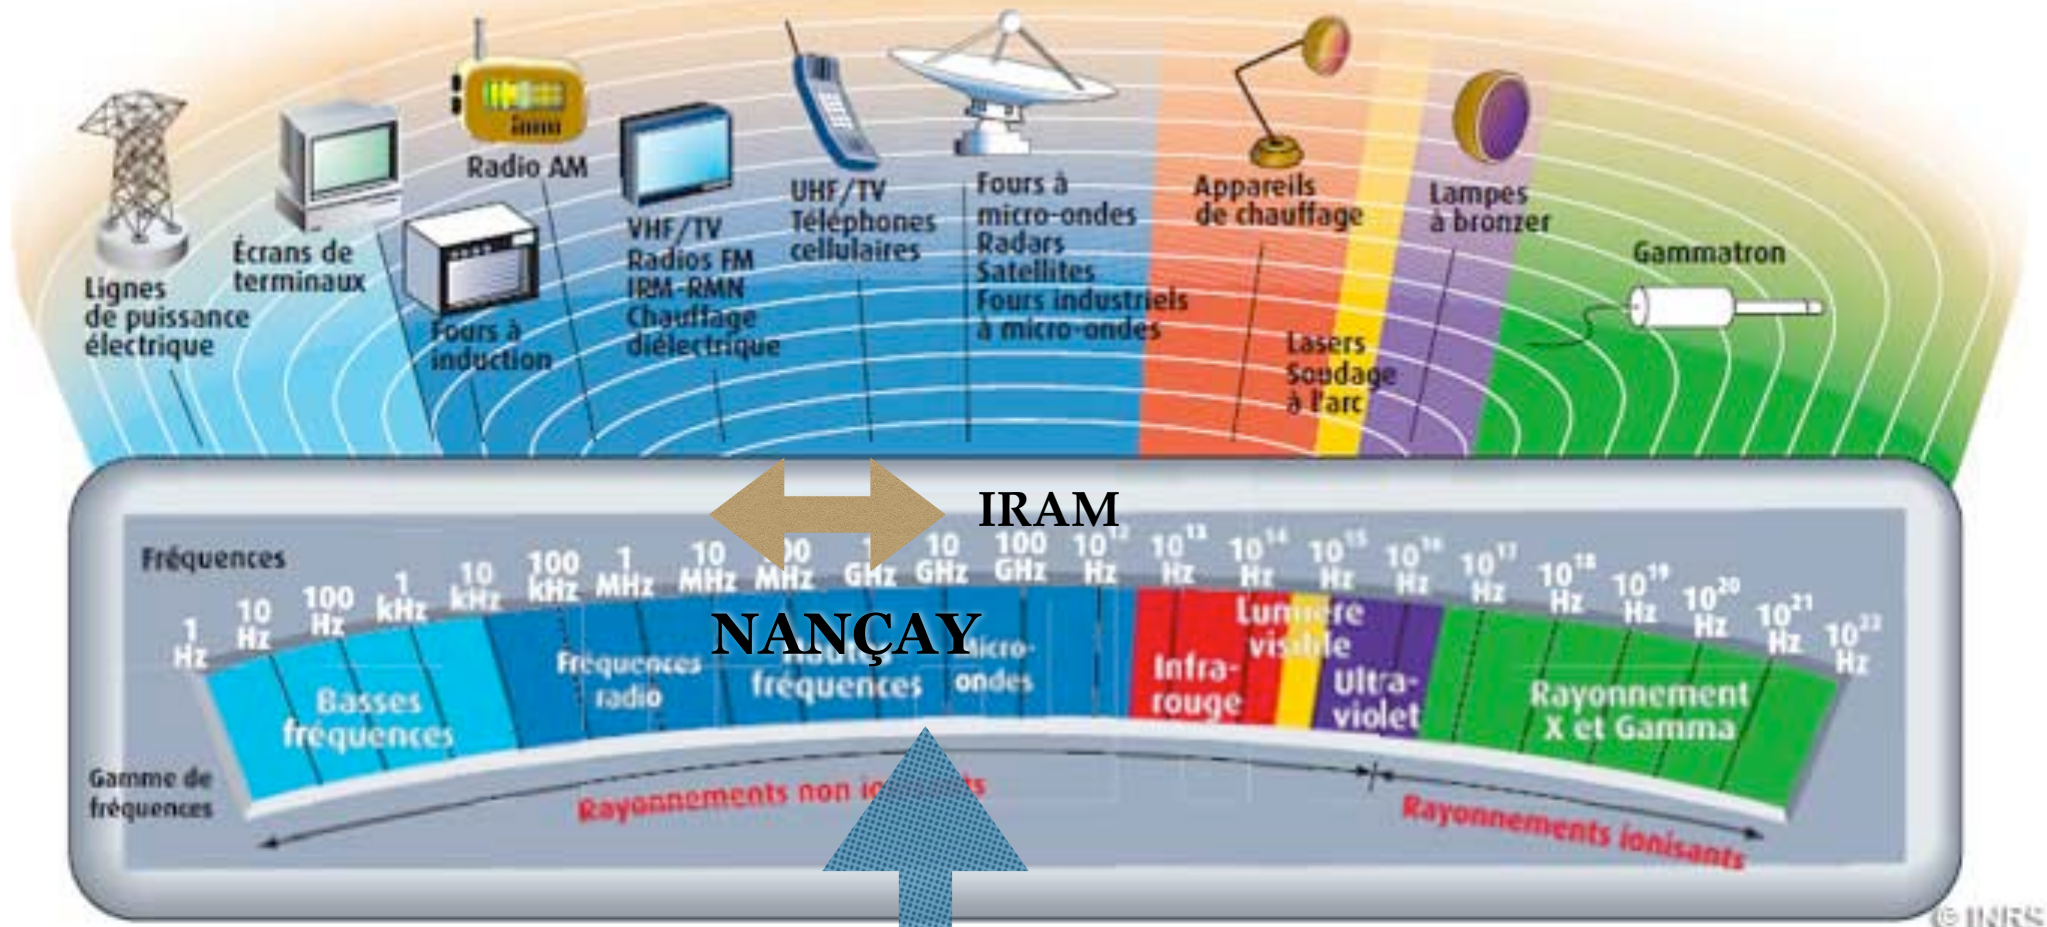 Lignes
de puissance
électrique
Écrans de
terminaux
Radio AM
Fours à
induction
VHF/TV
Radios FM
IRM-RMN
Chauffage
diélectrique
UHF/TV
Téléphones
cellulaires
Fours à
micro-ondes
Radars
Satellites
Fours industriels
à micro-ondes
Appareils
de chauffage
Lasers
Soudage
à l'arc
Lampes
à bronzer
Gammatron
IRAM
Fréquences
1
Hz
10
Hz
100
Hz
1
kHz
10
kHz
100
kHz
1
MHz
10
MHz
MHz
GHz
10
GHz
100
GHz
10¹²
Hz
10¹³
Hz
10¹⁴
Hz
10¹⁵
Hz
10¹⁶
Hz
10¹⁷
Hz
10¹⁸
Hz
10¹⁹
Hz
10²⁰
Hz
10²¹
Hz
10²²
Hz
NANÇAY
Basses
fréquences
Fréquences
radio
Hautes
fréquences
Micro-
ondes
Infra-
rouge
Lumière
visible
Ultra-
violet
Rayonnement
X et Gamma
Gamme de
fréquences
Rayonnements non
Rayonnements ionisants
© INRS